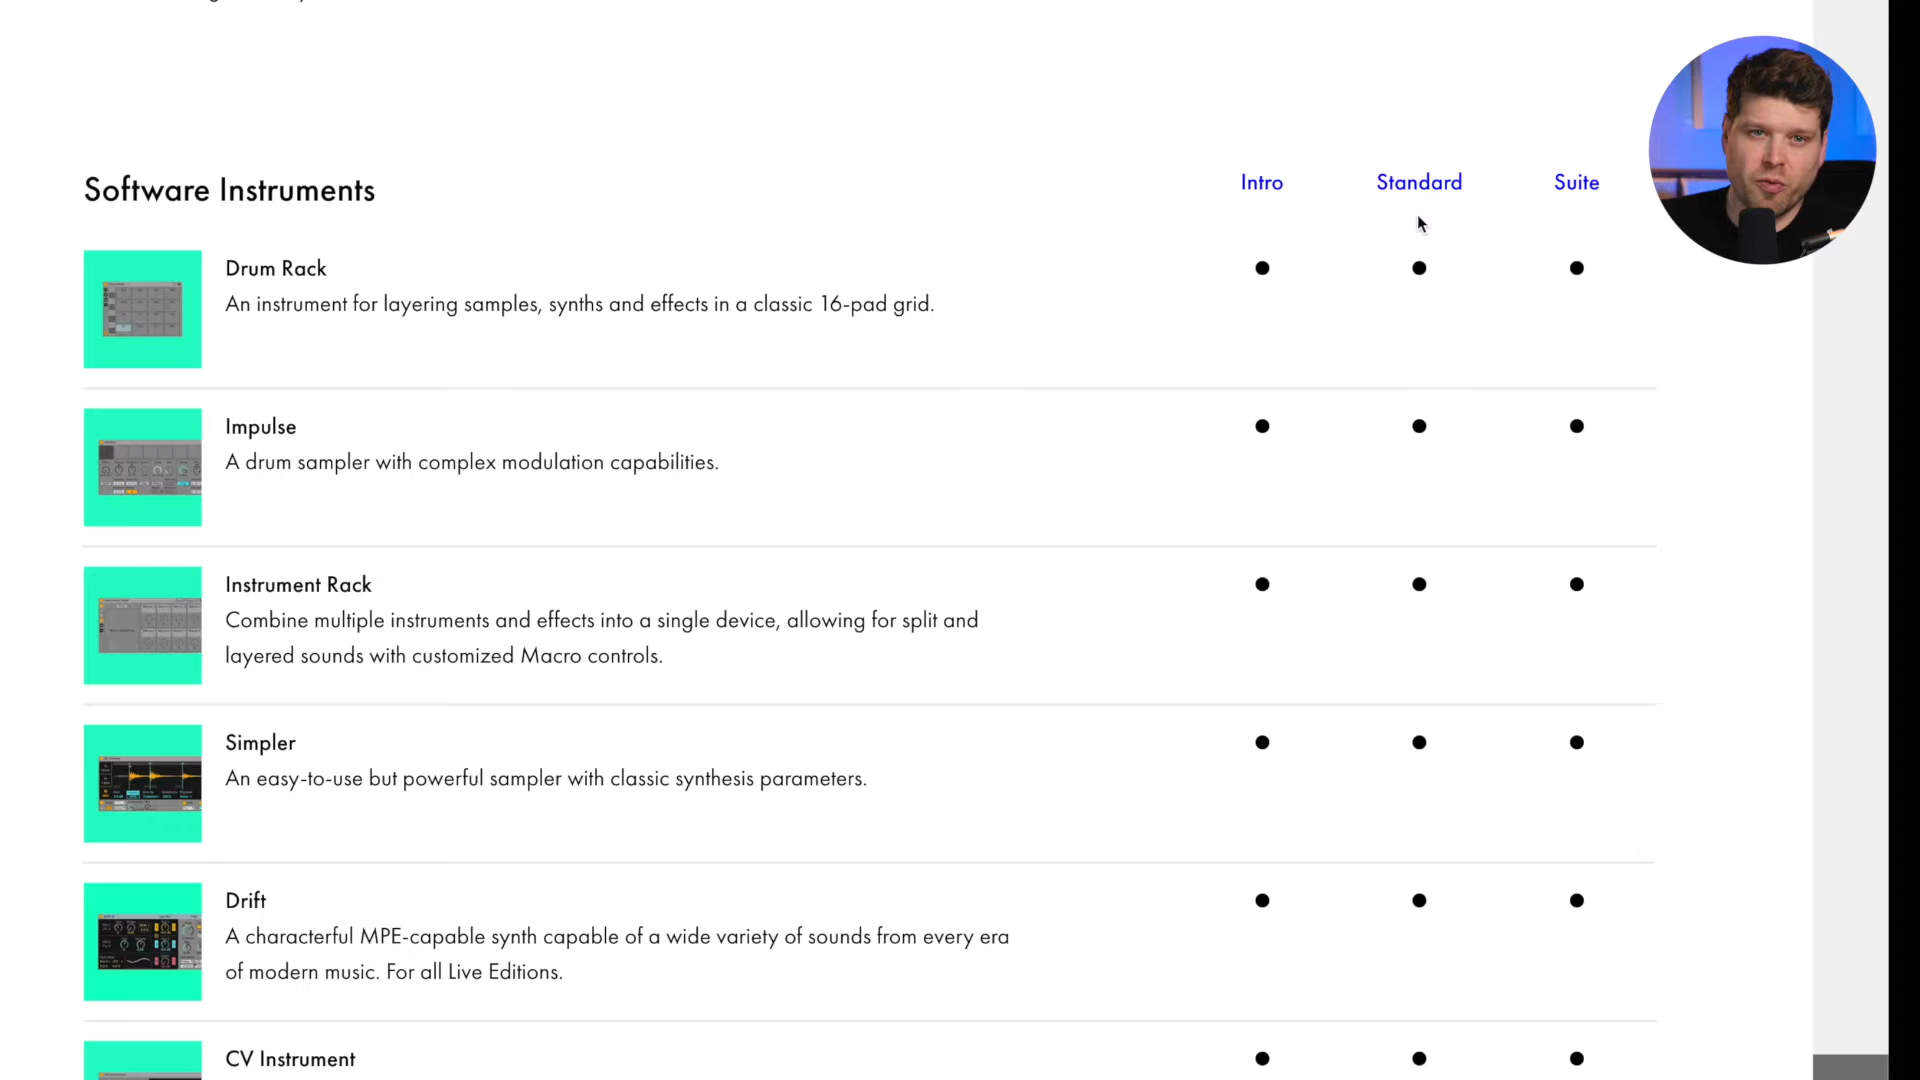 Software Instruments
Intro
Standard
Suite
Drum Rack
An instrument for layering samples, synths and effects in a classic 16-pad grid.
Impulse
A drum sampler with complex modulation capabilities.
Instrument Rack
Combine multiple instruments and effects into a single device, allowing for split and
layered sounds with customized Macro controls.
Simpler
An easy-to-use but powerful sampler with classic synthesis parameters.
Drift
A characterful MPE-capable synth capable of a wide variety of sounds from every era
of modern music. For all Live Editions.
CV Instrument